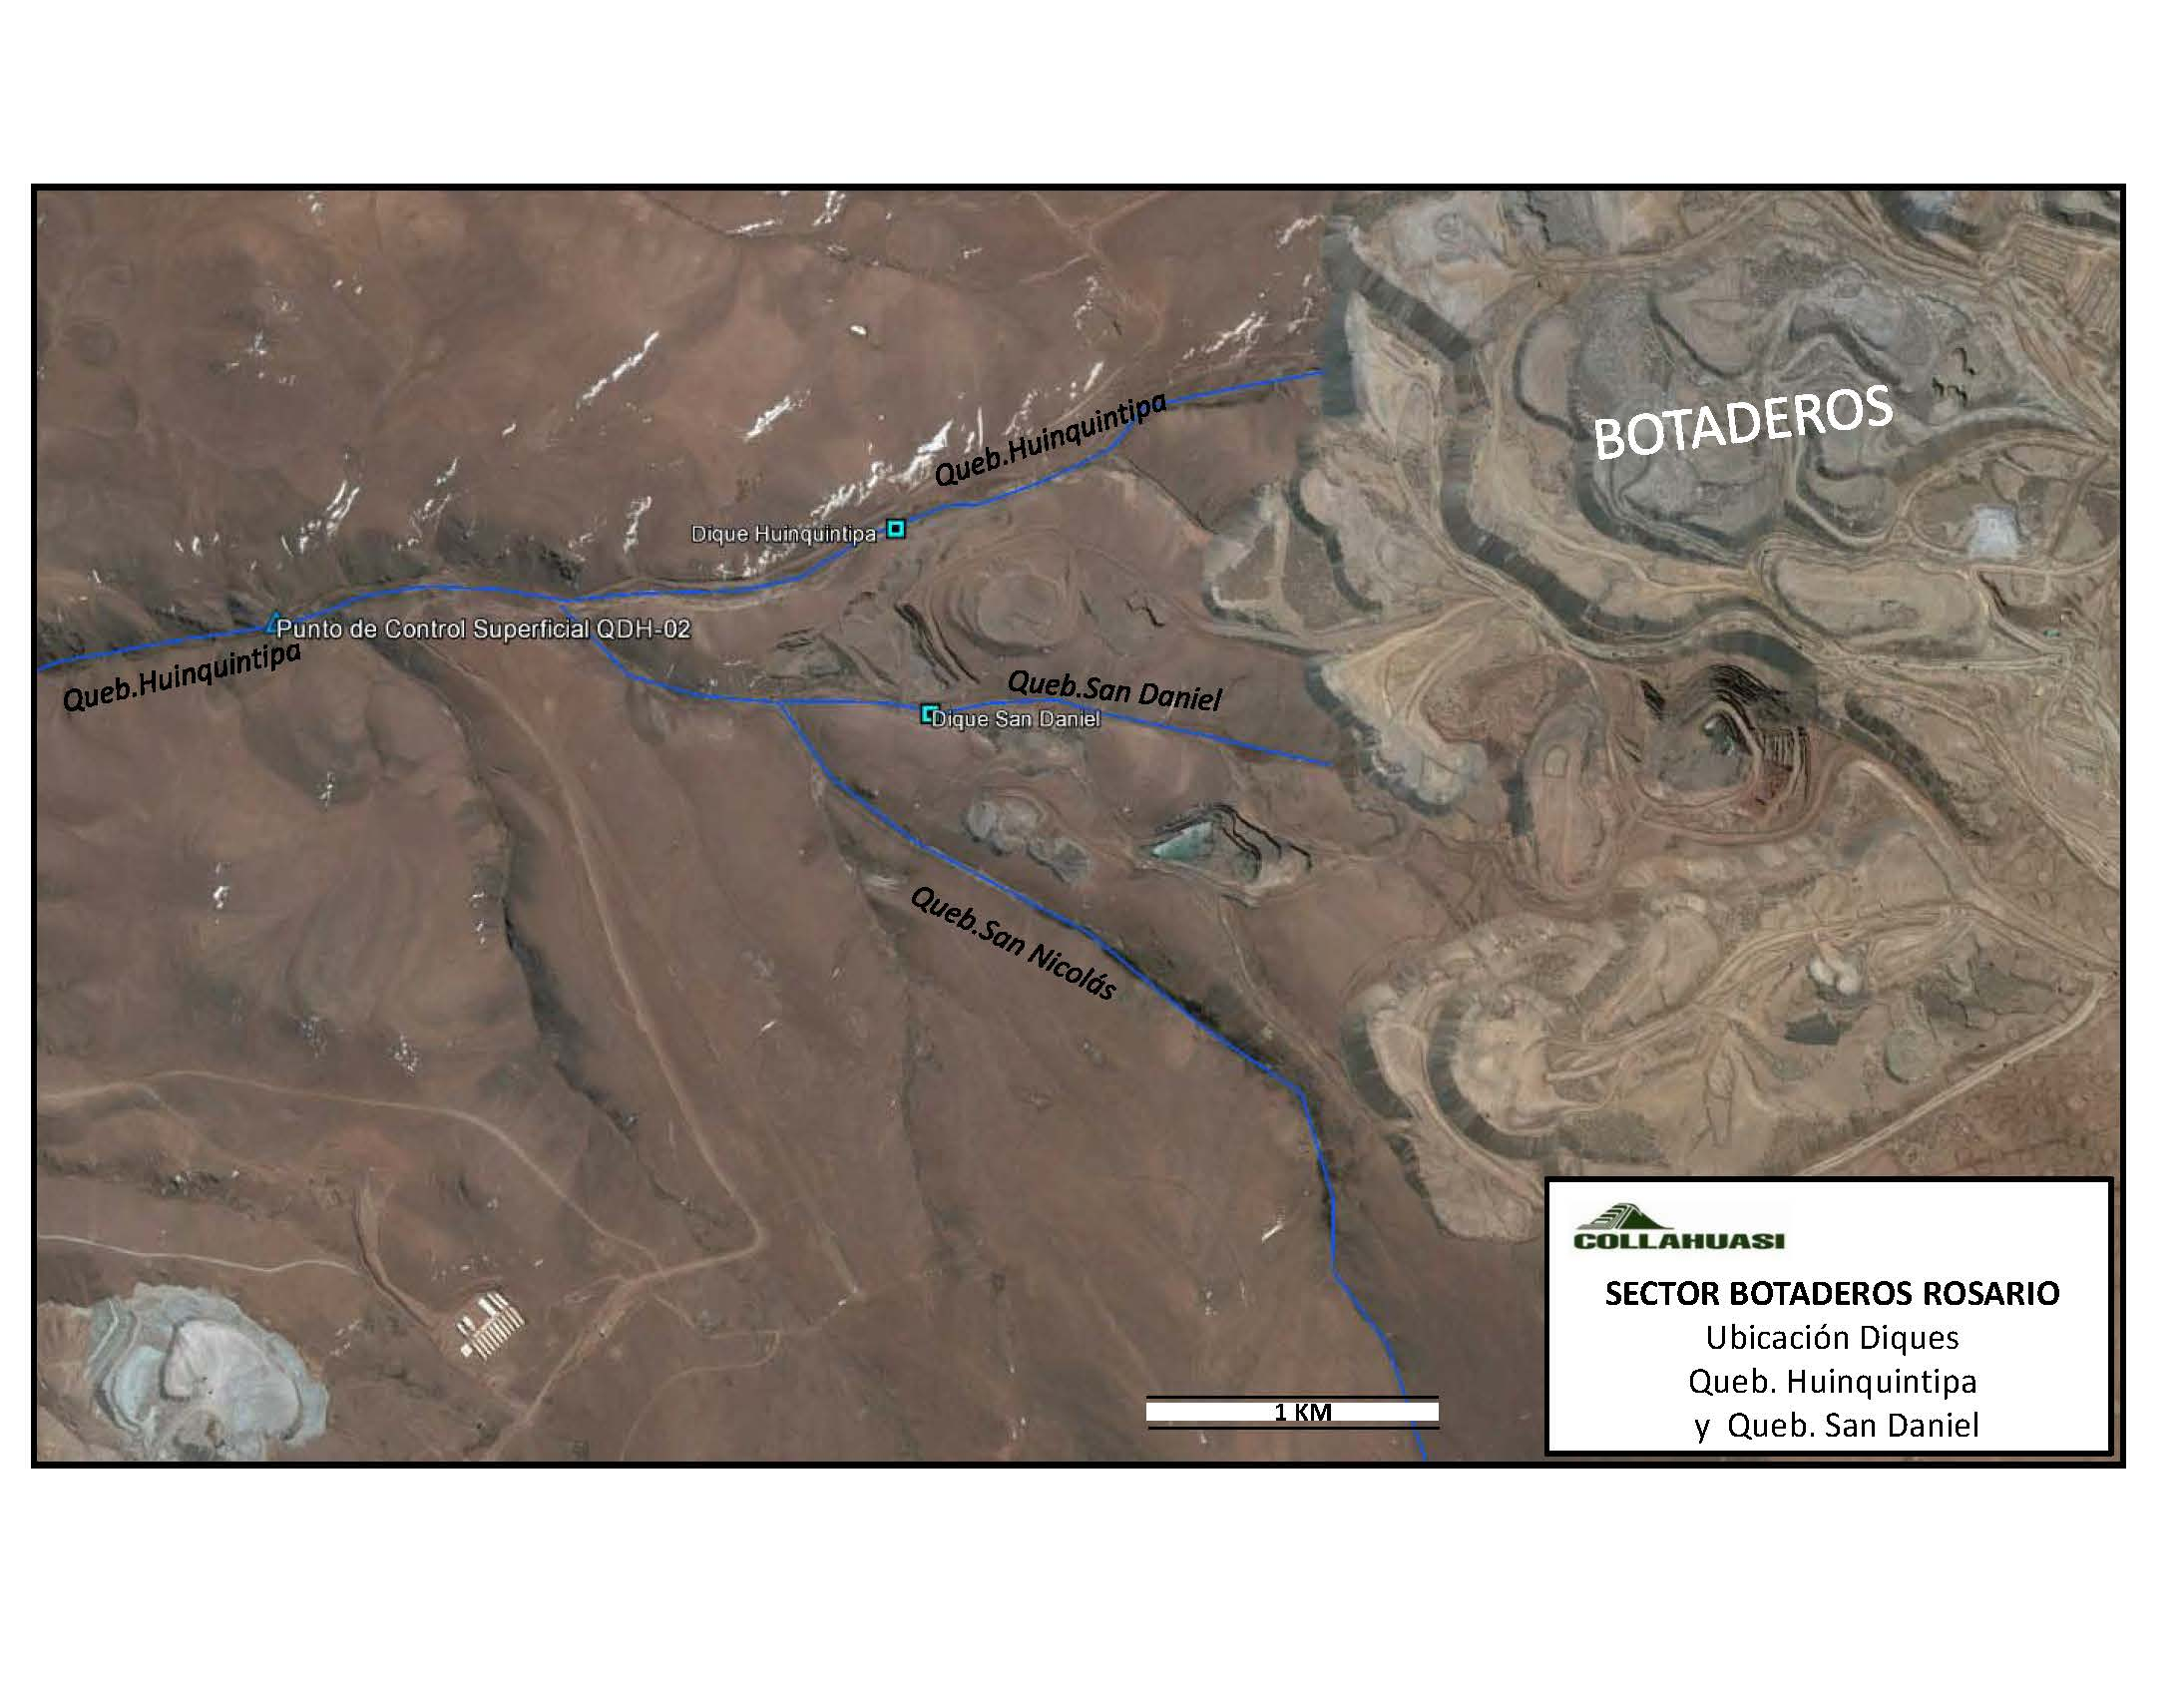 BOTADEROS
Queb.Huinquintipa
Dique Huinquintipa
Punto de Control Superficial QDH-02
Queb.Huinquintipa
Queb.San Daniel
Dique San Daniel
Queb.San Nicolás
1 KM
COLLAHUASI
SECTOR BOTADEROS ROSARIO
Ubicación Diques
Queb. Huinquintipa
y Queb. San Daniel